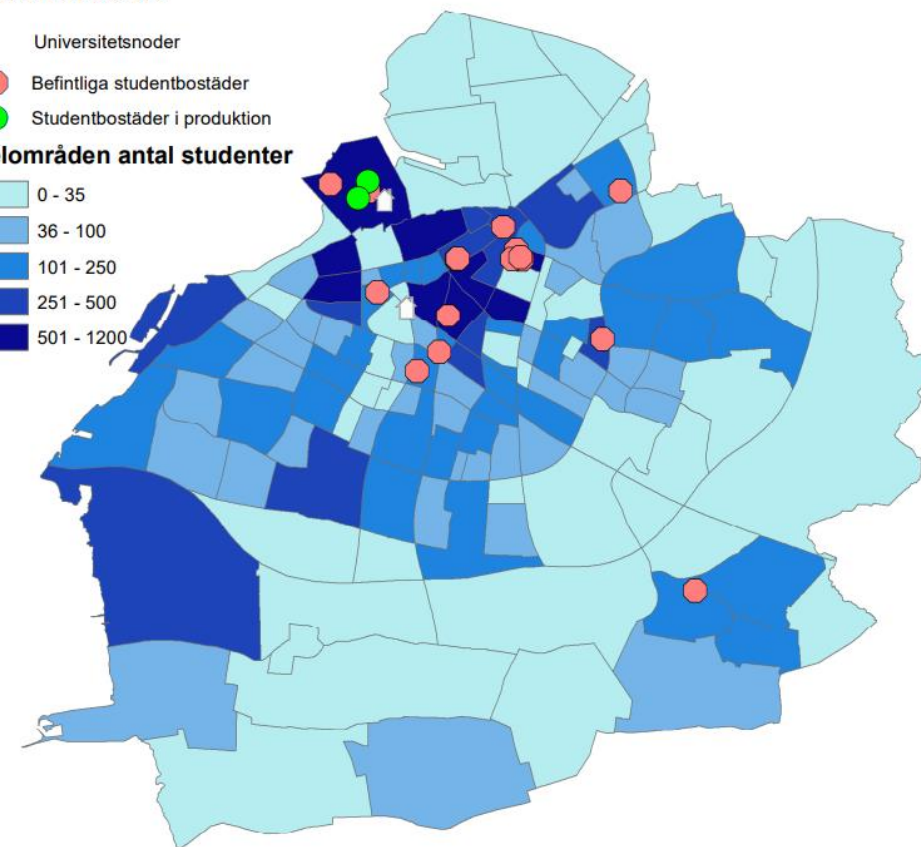 Universitetsnoder
Befintliga studentbostäder
Studentbostäder i produktion
lområden antal studenter
0 - 35
36 - 100
101 - 250
251 - 500
501 - 1200